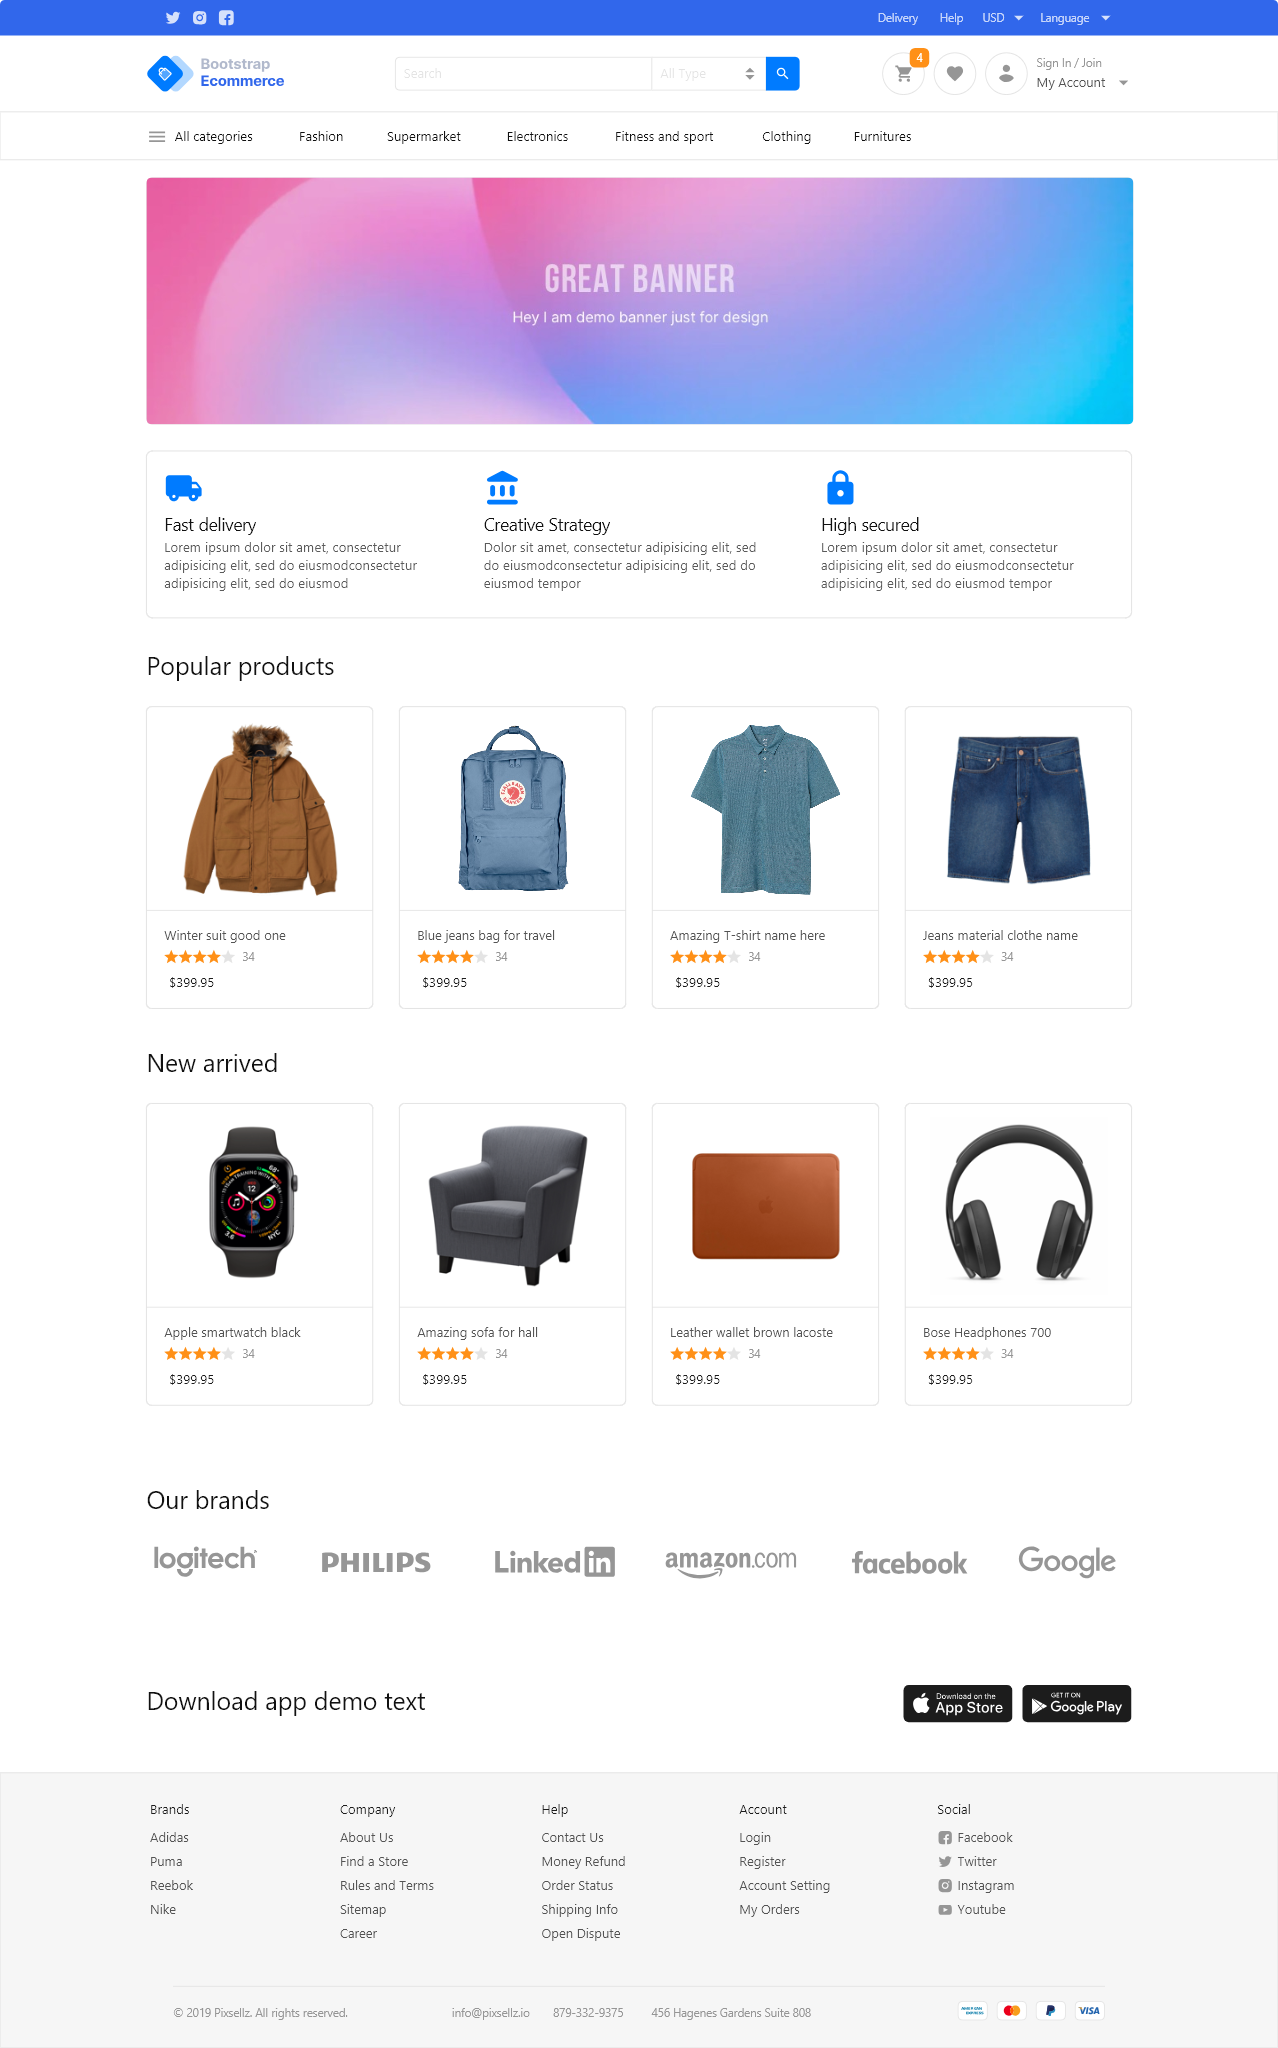 Delivery Help USD Language
Bootstrap
Ecommerce
Search All Type
4
Sign In / Join
My Account
All categories Fashion Supermarket Electronics Fitness and sport Clothing Furnitures
GREAT BANNER
Hey I am demo banner just for design
Fast delivery
Lorem ipsum dolor sit amet, consectetur
adipisicing elit, sed do eiusmodconsectetur
adipisicing elit, sed do eiusmod
Creative Strategy
Dolor sit amet, consectetur adipisicing elit, sed
do eiusmodconsectetur adipisicing elit, sed do
eiusmod tempor
High secured
Lorem ipsum dolor sit amet, consectetur
adipisicing elit, sed do eiusmodconsectetur
adipisicing elit, sed do eiusmod tempor
Popular products
Winter suit good one
34
$399.95
Blue jeans bag for travel
34
$399.95
Amazing T-shirt name here
34
$399.95
Jeans material clothe name
34
$399.95
New arrived
12
68°
3.6
NYC
Apple smartwatch black
34
$399.95
Amazing sofa for hall
34
$399.95
Leather wallet brown lacoste
34
$399.95
Bose Headphones 700
34
$399.95
Our brands
logitech PHILIPS Linked in amazon.com facebook Google
Download app demo text
Download on the
App Store
GET IT ON
Google Play
Brands
Adidas
Puma
Reebok
Nike
Company
About Us
Find a Store
Rules and Terms
Sitemap
Career
Help
Contact Us
Money Refund
Order Status
Shipping Info
Open Dispute
Account
Login
Register
Account Setting
My Orders
Social
Facebook
Twitter
Instagram
Youtube
© 2019 Pixsellz. All rights reserved. info@pixsellz.io 879-332-9375 456 Hagenes Gardens Suite 808
AMERICAN
EXPRESS
VISA